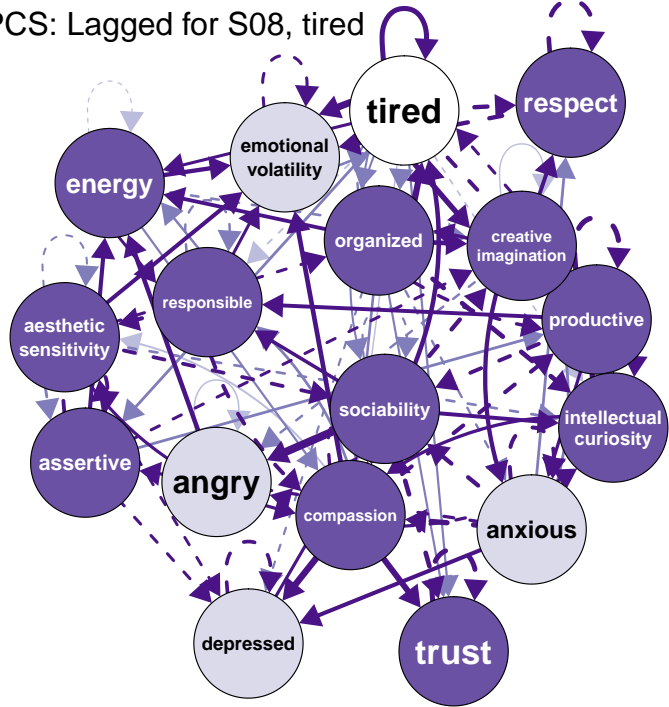 PCS: Lagged for S08, tired
tired
respect
emotional
volatility
energy
organized
creative
imagination
responsible
productive
aesthetic
sensitivity
sociability
intellectual
curiosity
assertive
angry
compassion
anxious
depressed
trust